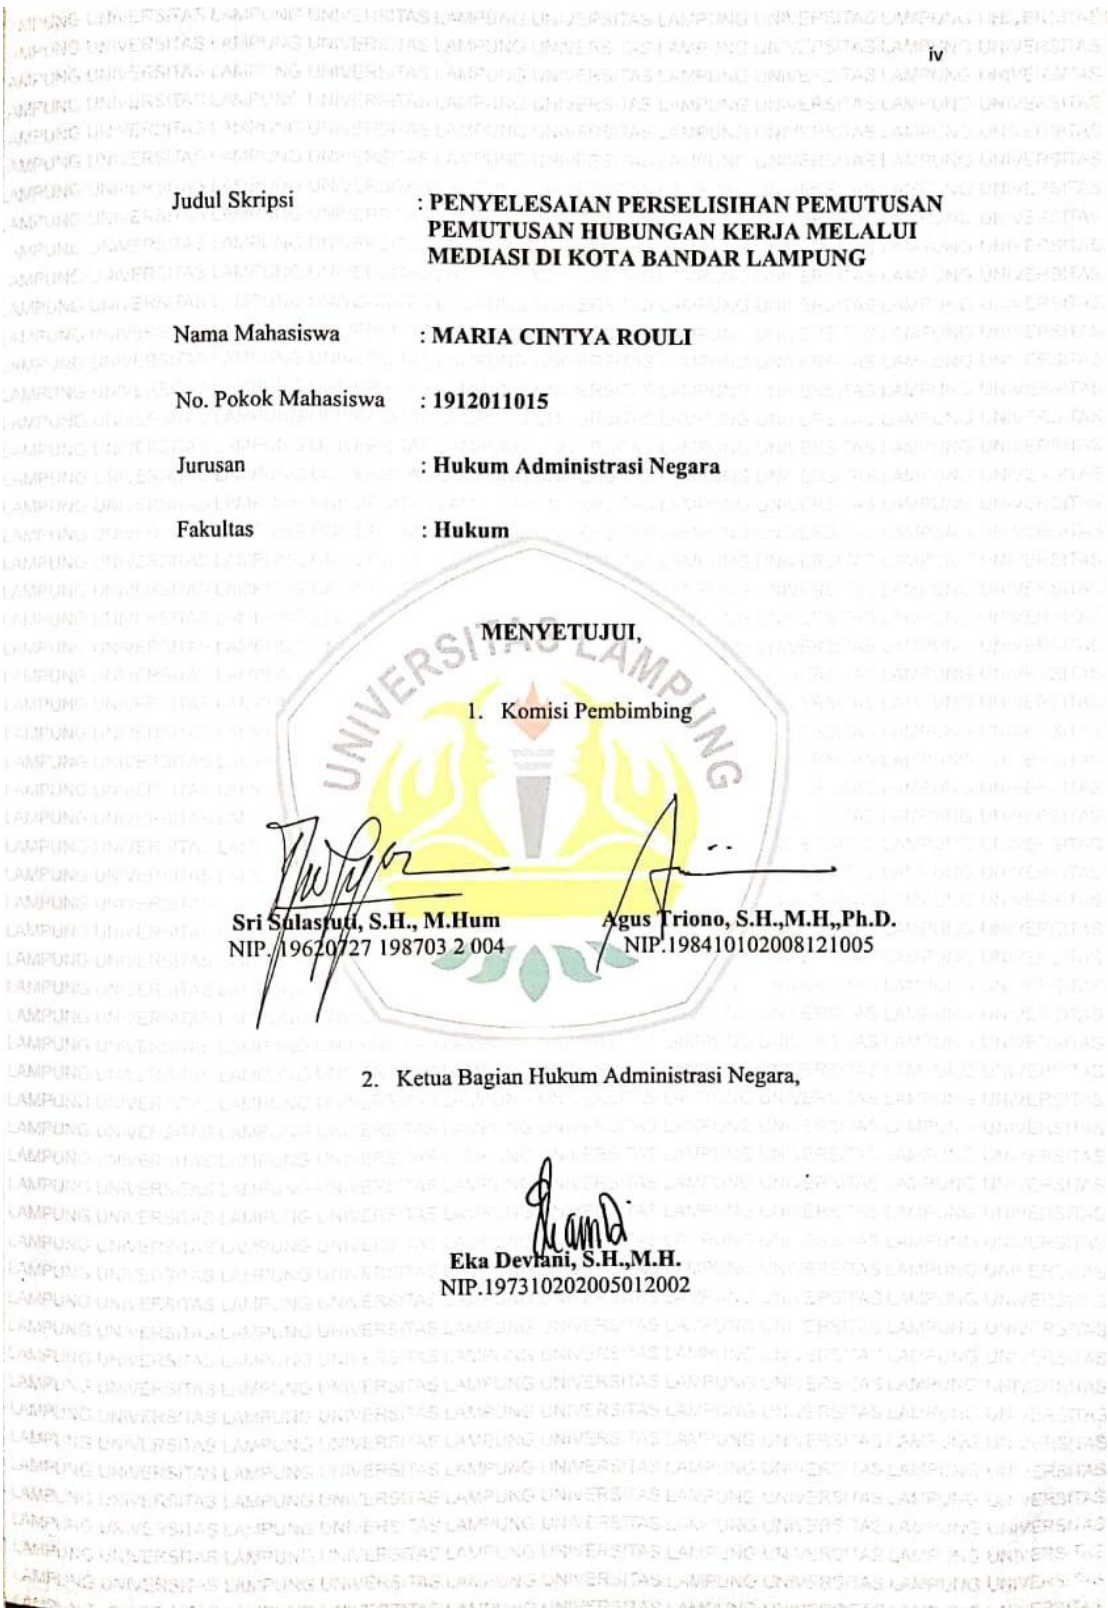 iv
Judul Skripsi : PENYELESAIAN PERSELISIHAN PEMUTUSAN
PEMUTUSAN HUBUNGAN KERJA MELALUI
MEDIASI DI KOTA BANDAR LAMPUNG
Nama Mahasiswa : MARIA CINTYA ROULI
No. Pokok Mahasiswa : 1912011015
Jurusan : Hukum Administrasi Negara
Fakultas : Hukum
MENYETUJUI,
UNIVERSITAS LAMPUNG
1. Komisi Pembimbing
Sri Sulastuti, S.H., M.Hum Agus Triono, S.H.,M.H,,Ph.D.
NIP. 19620727 198703 2 004 NIP.198410102008121005
2. Ketua Bagian Hukum Administrasi Negara,
Eka Deviani, S.H.,M.H.
NIP.197310202005012002